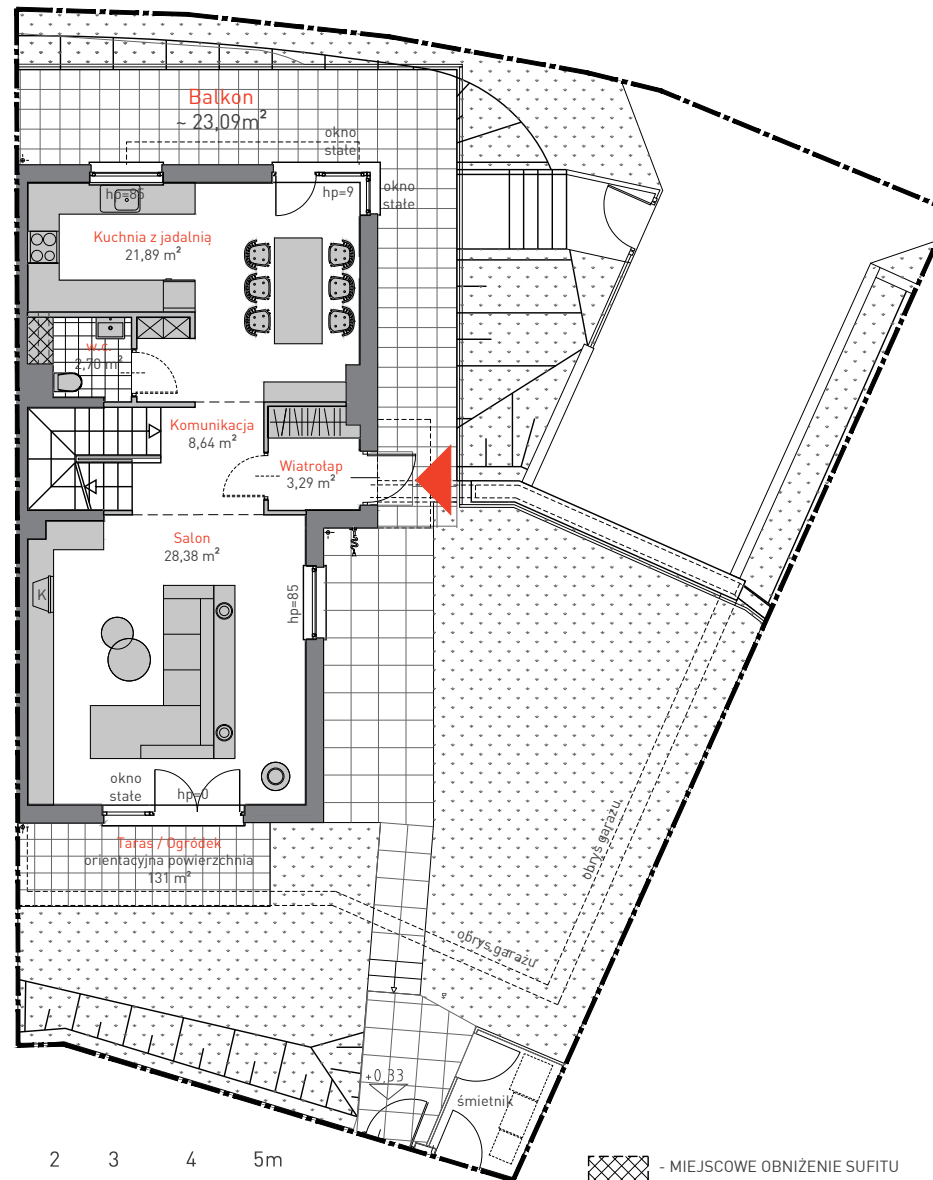 Balkon
~ 23,09m²
okno
stałe
hp=85
hp=9
okno
stałe
Kuchnia z jadalnią
21,89 m²
w.c.
2,70 m²
Komunikacja
8,64 m²
Wiatrołap
3,29 m²
Salon
28,38 m²
K
hp=85
okno
stałe
hp=0
Taras / Ogródek
orientacyjna powierzchnia
131 m²
obrys garażu
obrys garażu
+0,33
śmietnik
2 3 4 5m
- MIEJSCOWE OBNIŻENIE SUFITU